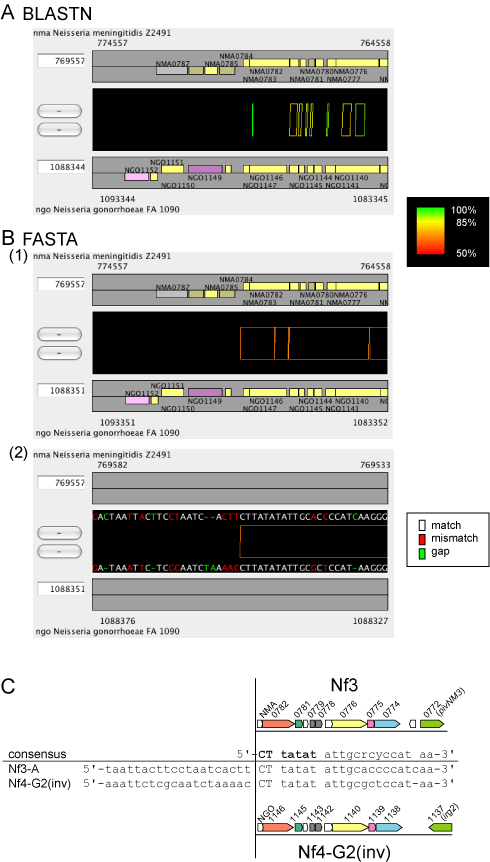 A BLASTN
nma Neisseria meningitidis Z2491
774557 764558
769557
NMA0784
NMA0787 NMA0785 NMA0782 NMA0780 NMA0776
NMA0783 NMA0781 NMA0777 NM
-
-
1088344
NGO1151
NGO1152 NGO1149 NGO1146 NGO1144 NGO1140
NGO1150 NGO1147 NGO1145 NGO1141 NG
1093344 1083345
ngo Neisseria gonorrhoeae FA 1090
100%
85%
50%
B FASTA
(1)
nma Neisseria meningitidis Z2491
774557 764558
769557
NMA0784
NMA0787 NMA0785 NMA0782 NMA0780 NMA0776
NMA0783 NMA0781 NMA0777 NM
-
-
1088351
NGO1151
NGO1152 NGO1149 NGO1146 NGO1144 NGO1140
NGO1150 NGO1147 NGO1145 NGO1141 NG
1093351 1083352
ngo Neisseria gonorrhoeae FA 1090
(2)
nma Neisseria meningitidis Z2491
769582 769533
769557
CACTAATTACTTCCTAATC--ACTTCTTATATATTGCACCCCATCAAGGG
-
-
GA-TAAATTC-TCGCAATCTAAAACCTTATATATTGCGCTCCAT-AAGGG
1088351
1088376 1088327
ngo Neisseria gonorrhoeae FA 1090
match
mismatch
gap
C
Nf3
NMA 0782 0781 0779 0778 0776 0775 0774 0772 (pivNM3)
consensus 5'-CT tatat attgcrcyccat aa-3'
Nf3-A 5'-taattacttcctaatcactt CT tatat attgcaccccatcaa-3'
Nf4-G2(inv) 5'-aaattctcgcaatctaaaac CT tatat attgcgctccat-aa-3'
NGO 1146 1145 1143 1142 1140 1139 1138 1137 (irg2)
Nf4-G2(inv)